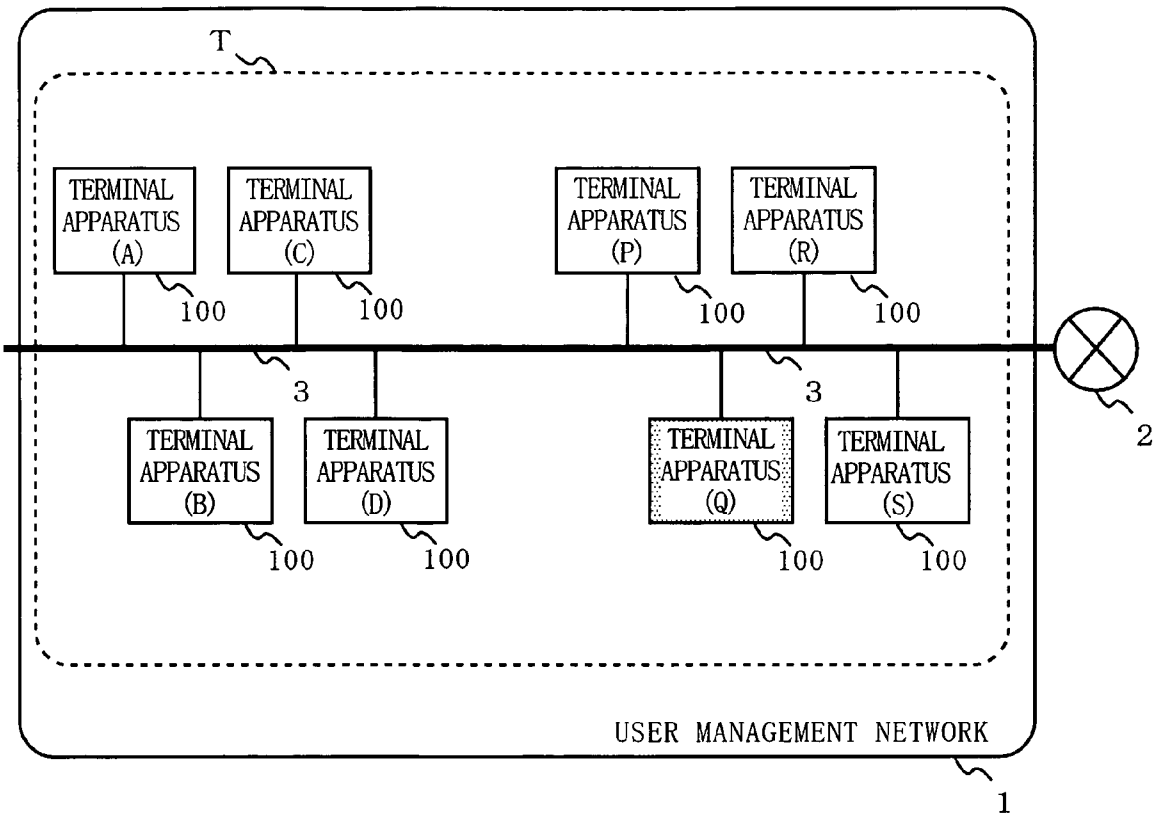 T
TERMINAL
APPARATUS
(A)
TERMINAL
APPARATUS
(C)
TERMINAL
APPARATUS
(P)
TERMINAL
APPARATUS
(R)
100
100
100
100
3
3
2
TERMINAL
APPARATUS
(B)
TERMINAL
APPARATUS
(D)
TERMINAL
APPARATUS
(Q)
TERMINAL
APPARATUS
(S)
100
100
100
100
USER MANAGEMENT NETWORK
1